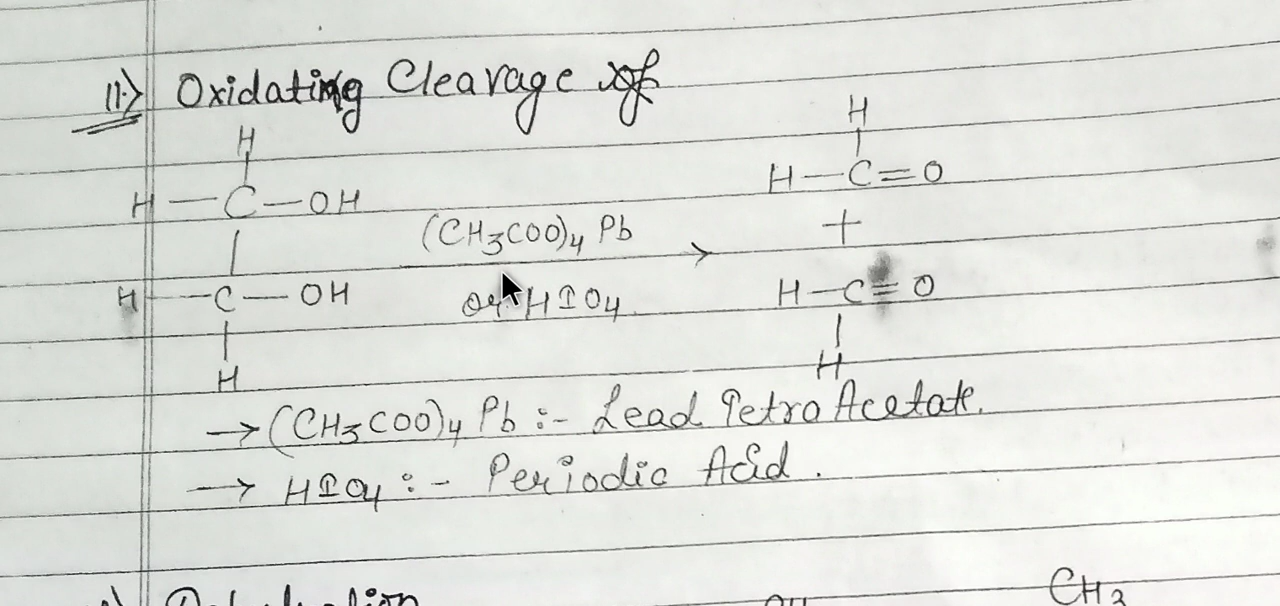 11) Oxidating Cleavage of
H
H
H — C — OH
H — C = O
(CH3COO)4 Pb
+
H — C — OH
or HIO4
H — C = O
H
H
→ (CH3COO)4 Pb :- Lead Tetra Acetate.
→ HIO4 :- Periodic Acid.
CH3